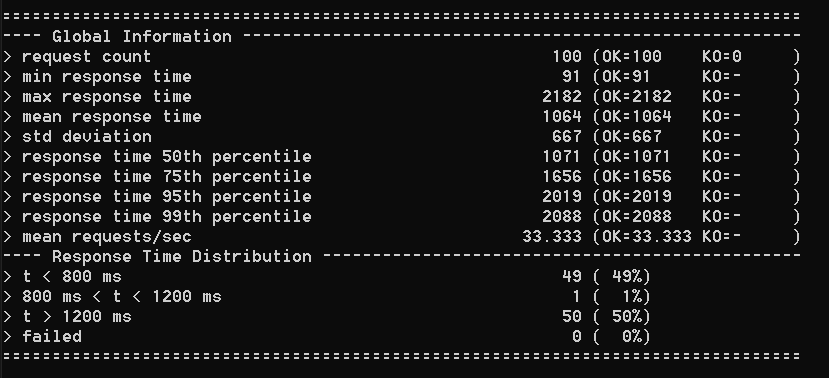 ================================================================================
---- Global Information --------------------------------------------------------
> request count                                        100 (OK=100    KO=0     )
> min response time                                     91 (OK=91     KO=-     )
> max response time                                   2182 (OK=2182   KO=-     )
> mean response time                                  1064 (OK=1064   KO=-     )
> std deviation                                        667 (OK=667    KO=-     )
> response time 50th percentile                       1071 (OK=1071   KO=-     )
> response time 75th percentile                       1656 (OK=1656   KO=-     )
> response time 95th percentile                       2019 (OK=2019   KO=-     )
> response time 99th percentile                       2088 (OK=2088   KO=-     )
> mean requests/sec                                 33.333 (OK=33.333 KO=-     )
---- Response Time Distribution ------------------------------------------------
> t < 800 ms                                            49 ( 49%)
> 800 ms < t < 1200 ms                                   1 (  1%)
> t > 1200 ms                                           50 ( 50%)
> failed                                                 0 (  0%)
================================================================================